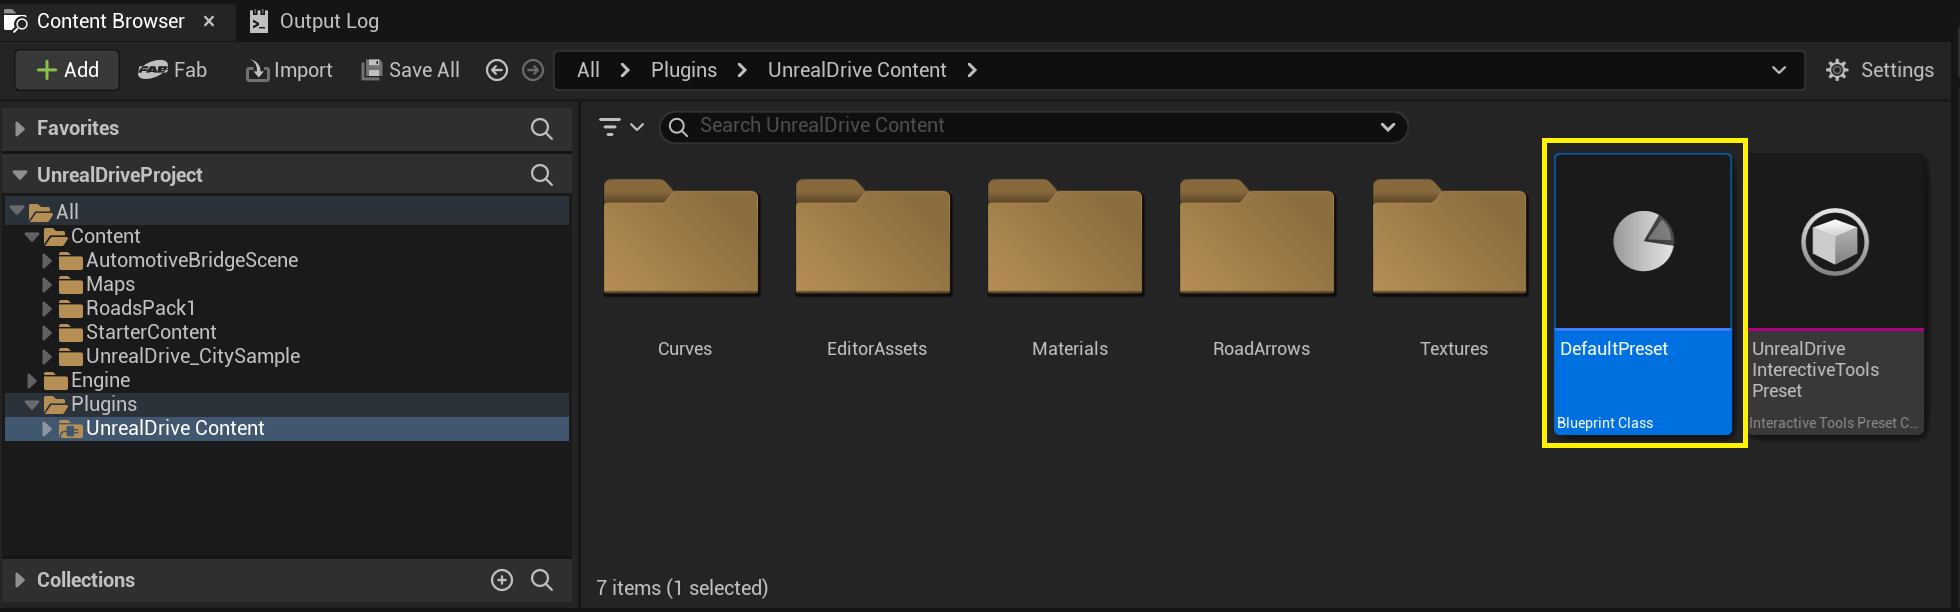 Content Browser
Output Log
Add
FAB
Fab
Import
Save All
All
Plugins
UnrealDrive Content
Settings
Favorites
UnrealDriveProject
All
Content
AutomotiveBridgeScene
Maps
RoadsPack1
StarterContent
UnrealDrive_CitySample
Engine
Plugins
UnrealDrive Content
Collections
Search UnrealDrive Content
Curves
EditorAssets
Materials
RoadArrows
Textures
DefaultPreset
Blueprint Class
UnrealDrive
InterectiveTools
Preset
Interactive Tools Preset C...
7 items (1 selected)